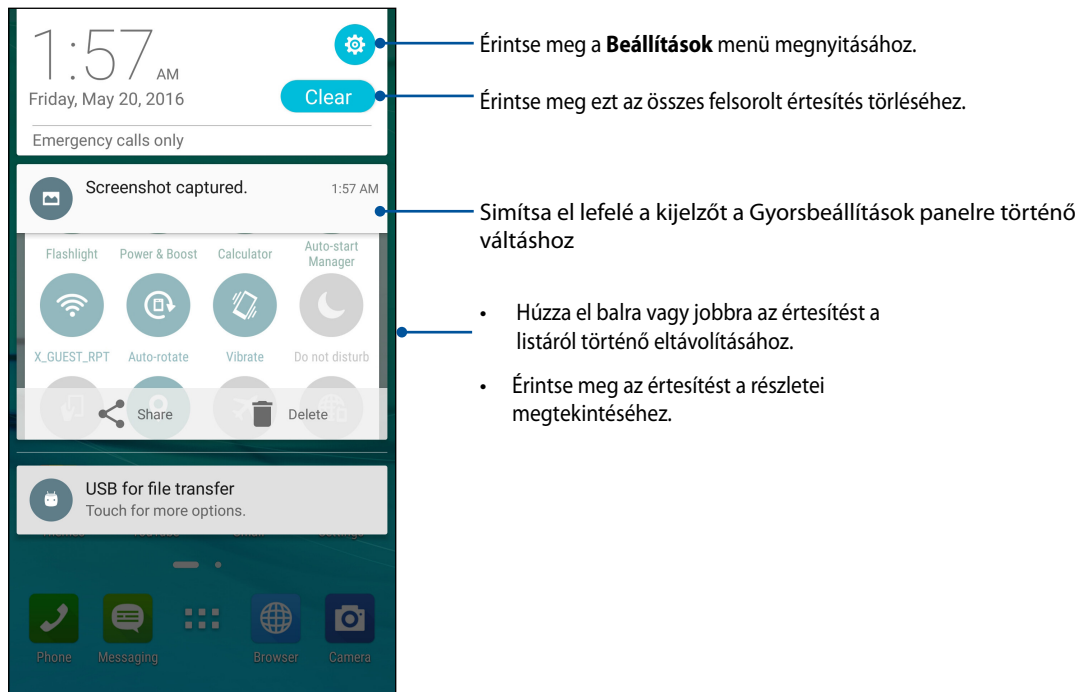 1:57 AM
Friday, May 20, 2016
Clear
Emergency calls only
Screenshot captured.
1:57 AM
Flashlight
Power & Boost
Calculator
Auto-start
Manager
X_GUEST_RPT
Auto-rotate
Vibrate
Do not disturb
Share
Delete
USB for file transfer
Touch for more options.
Phone
Messaging
Browser
Camera
Érintse meg a Beállítások menü megnyitásához.
Érintse meg ezt az összes felsorolt értesítés törléséhez.
Simítsa el lefelé a kijelzőt a Gyorsbeállítások panelre történő
váltáshoz
• Húzza el balra vagy jobbra az értesítést a
listáról történő eltávolításához.
• Érintse meg az értesítést a részletei
megtekintéséhez.